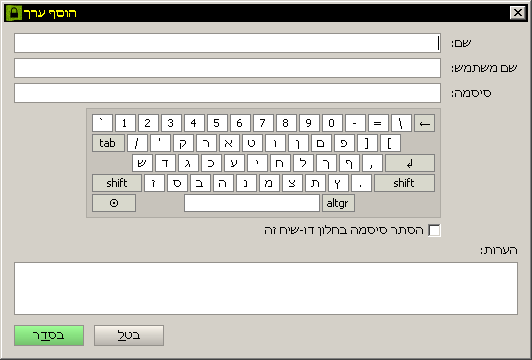 הוסף ערך
שם:
שם משתמש:
סיסמה:
` 1 2 3 4 5 6 7 8 9 0 - = \ ←
tab / ' ק ר א ט ו ן ם פ ] [
ש ד ג כ ע י ח ל ך ף , ↲
shift ז ס ב ה נ מ צ ת ץ . shift
⊙ altgr
הסתר סיסמה בחלון דו-שיח זה
הערות:
בסדר בטל